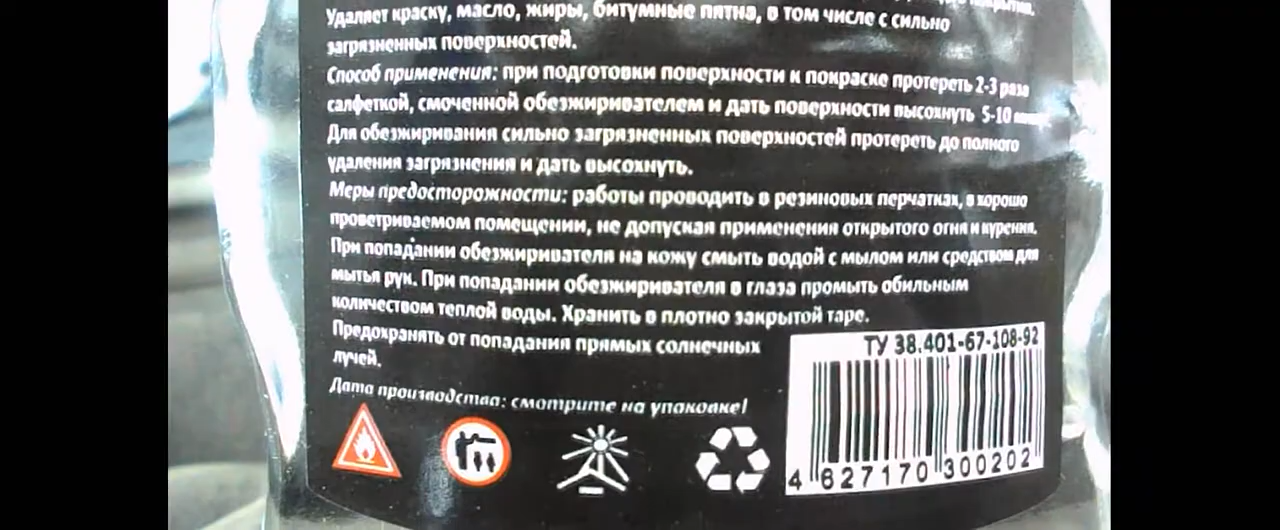 Удаляет краску, масло, жиры, битумные пятна, в том числе с сильно
загрязненных поверхностей.
Способ применения: при подготовки поверхности к покраске протереть 2-3 раза
салфеткой, смоченной обезжиривателем и дать поверхности высохнуть 5-10
Для обезжиривания сильно загрязненных поверхностей протереть до полного
удаления загрязнения и дать высохнуть.
Меры предосторожности: работы проводить в резиновых перчатках, в хорошо
проветриваемом помещении, не допуская применения открытого огня и курения.
При попадании обезжиривателя на кожу смыть водой с мылом или средством для
мытья рук. При попадании обезжиривателя в глаза промыть обильным
количеством теплой воды. Хранить в плотно закрытой таре.
Предохранять от попадания прямых солнечных
лучей.
Дата производства: смотрите на упаковке!
ТУ 38.401-67-108-92
4 627170 300202